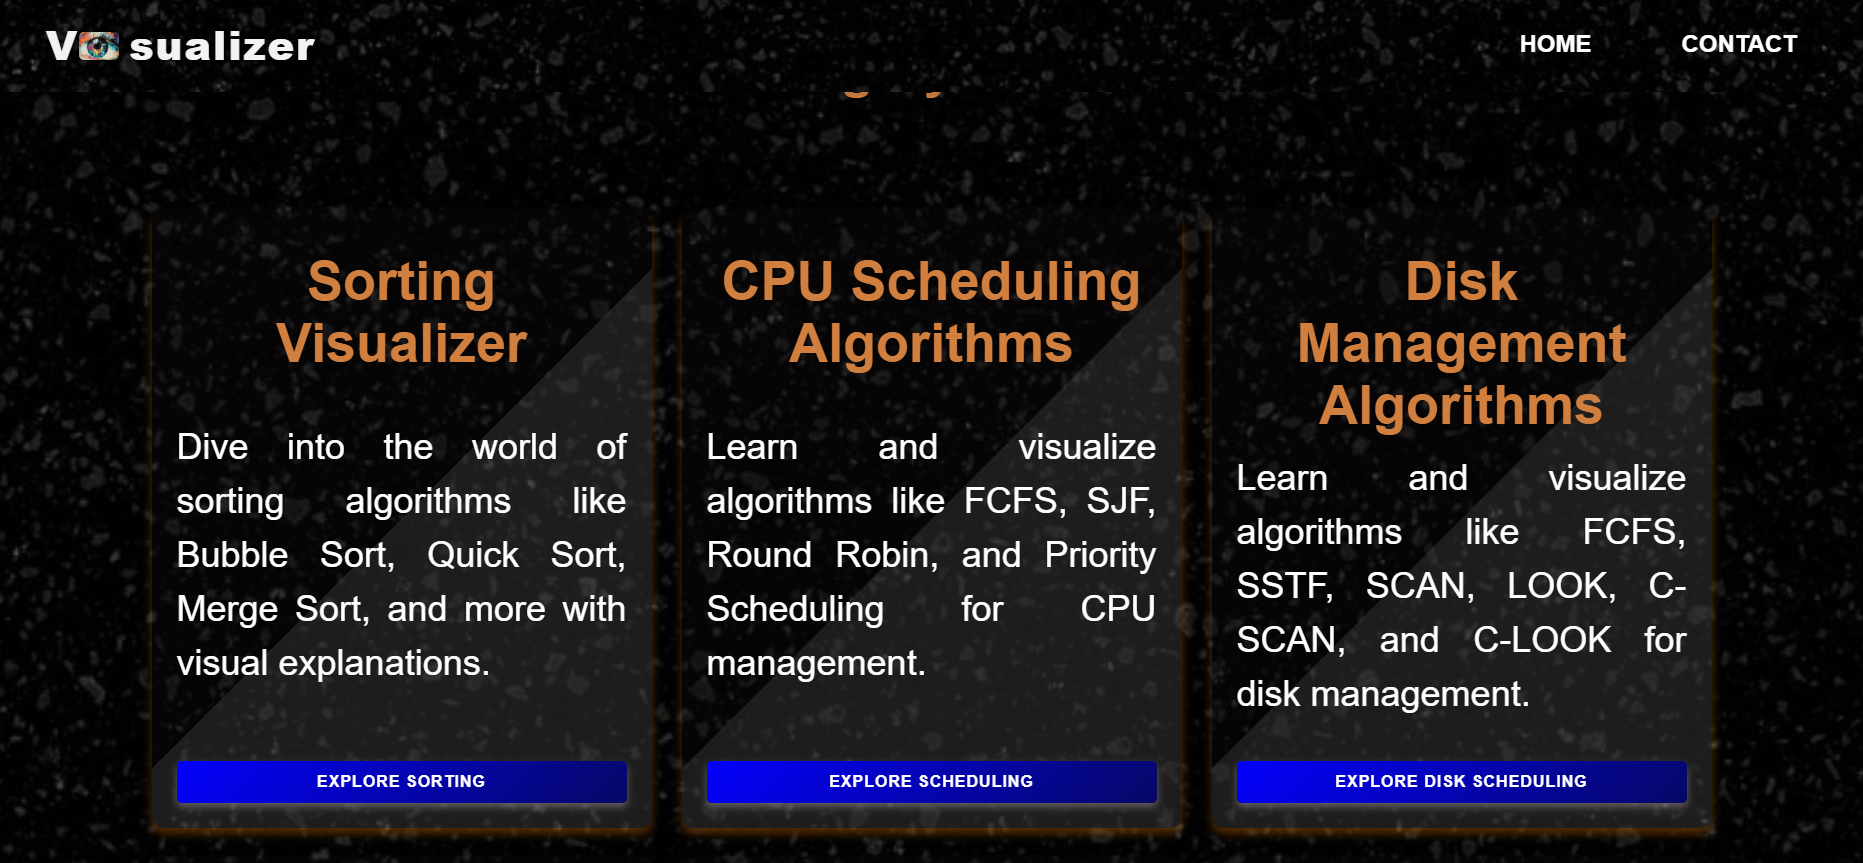 V sualizer
HOME
CONTACT
Sorting
Visualizer
Dive into the world of
sorting algorithms like
Bubble Sort, Quick Sort,
Merge Sort, and more with
visual explanations.
EXPLORE SORTING
CPU Scheduling
Algorithms
Learn and visualize
algorithms like FCFS, SJF,
Round Robin, and Priority
Scheduling for CPU
management.
EXPLORE SCHEDULING
Disk
Management
Algorithms
Learn and visualize
algorithms like FCFS,
SSTF, SCAN, LOOK, C-
SCAN, and C-LOOK for
disk management.
EXPLORE DISK SCHEDULING